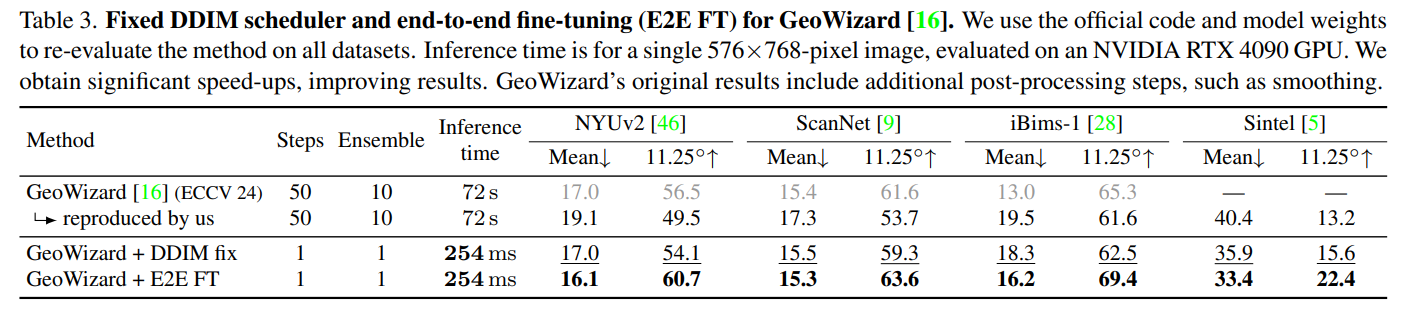 Table 3. Fixed DDIM scheduler and end-to-end fine-tuning (E2E FT) for GeoWizard [16]. We use the official code and model weights
to re-evaluate the method on all datasets. Inference time is for a single 576×768-pixel image, evaluated on an NVIDIA RTX 4090 GPU. We
obtain significant speed-ups, improving results. GeoWizard's original results include additional post-processing steps, such as smoothing.
Method Steps Ensemble Inference time NYUv2 [46] ScanNet [9] iBims-1 [28] Sintel [5]
Mean↓ 11.25°↑ Mean↓ 11.25°↑ Mean↓ 11.25°↑ Mean↓ 11.25°↑
GeoWizard [16] (ECCV 24) 50 10 72 s 17.0 56.5 15.4 61.6 13.0 65.3 — —
↳ reproduced by us 50 10 72 s 19.1 49.5 17.3 53.7 19.5 61.6 40.4 13.2
GeoWizard + DDIM fix 1 1 254 ms 17.0 54.1 15.5 59.3 18.3 62.5 35.9 15.6
GeoWizard + E2E FT 1 1 254 ms 16.1 60.7 15.3 63.6 16.2 69.4 33.4 22.4